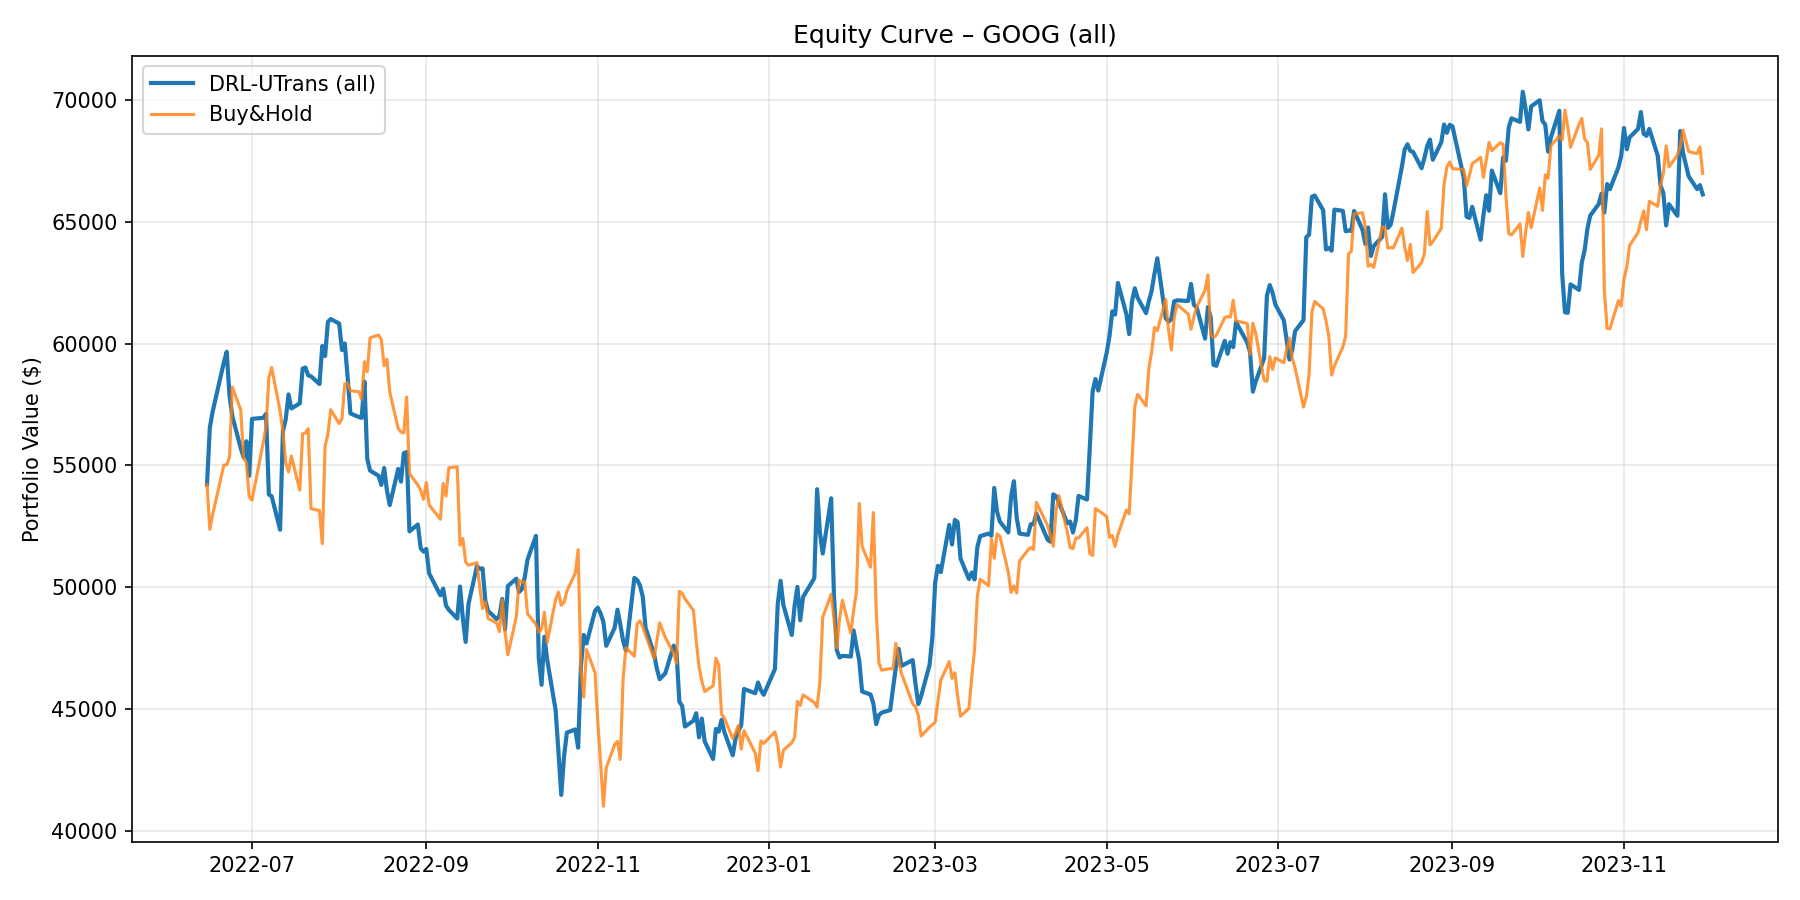 Equity Curve – GOOG (all)
DRL-UTrans (all)
Buy&Hold
Portfolio Value ($)
70000
65000
60000
55000
50000
45000
40000
2022-07 2022-09 2022-11 2023-01 2023-03 2023-05 2023-07 2023-09 2023-11